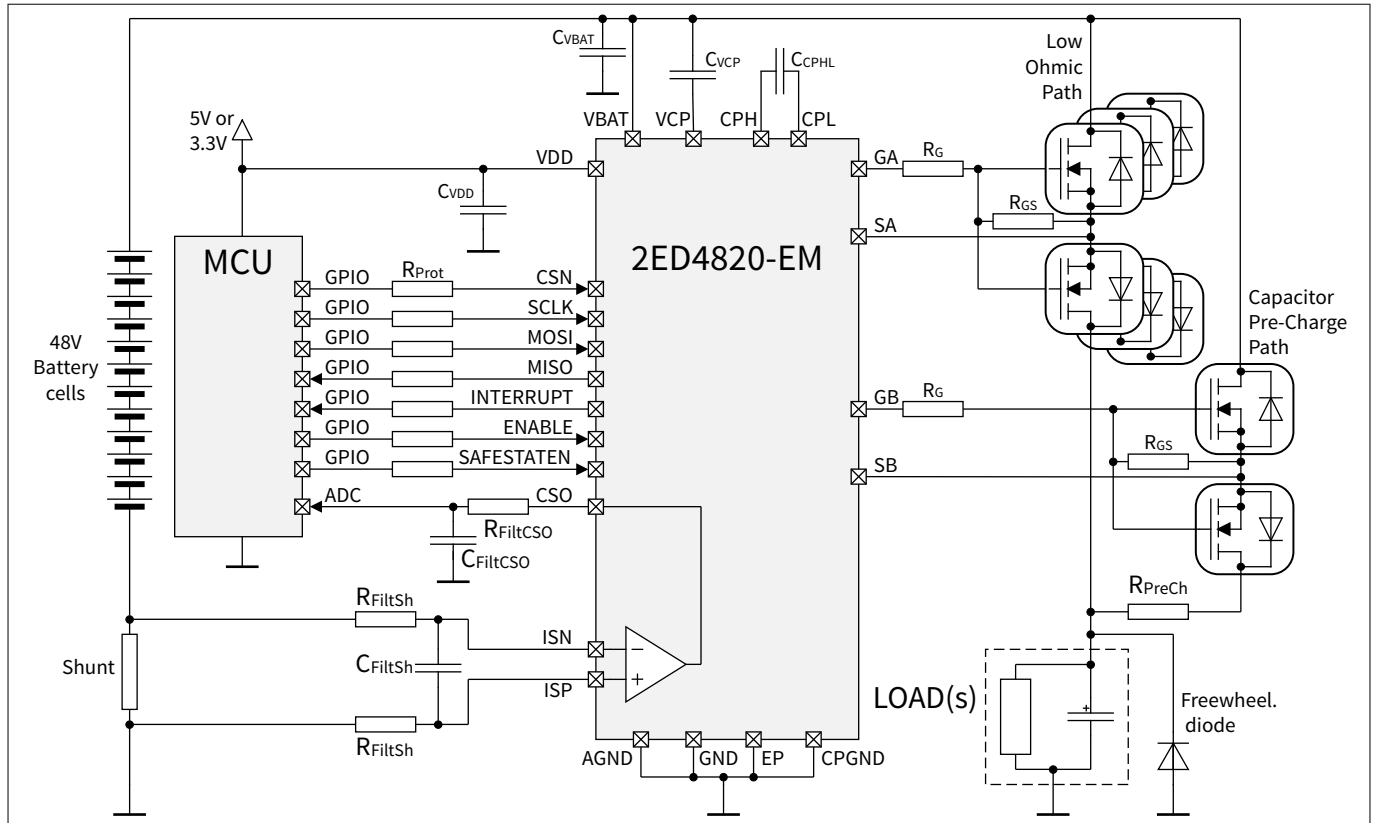 CVBAT
CVCP
CCPHL
Low
Ohmic
Path
5V or
3.3V
VBAT
VCP
CPH
CPL
VDD
CVDD
GA
RG
RGS
SA
MCU
2ED4820-EM
GPIO
RProt
CSN
GPIO
SCLK
GPIO
MOSI
GPIO
MISO
GPIO
INTERRUPT
GPIO
ENABLE
GPIO
SAFESTATEN
ADC
CSO
RFiltCSO
CFiltCSO
48V
Battery
cells
Capacitor
Pre-Charge
Path
GB
RG
RGS
SB
RPreCh
RFiltSh
ISN
−
Shunt
CFiltSh
+
ISP
RFiltSh
LOAD(s)
+
Freewheel.
diode
AGND
GND
EP
CPGND